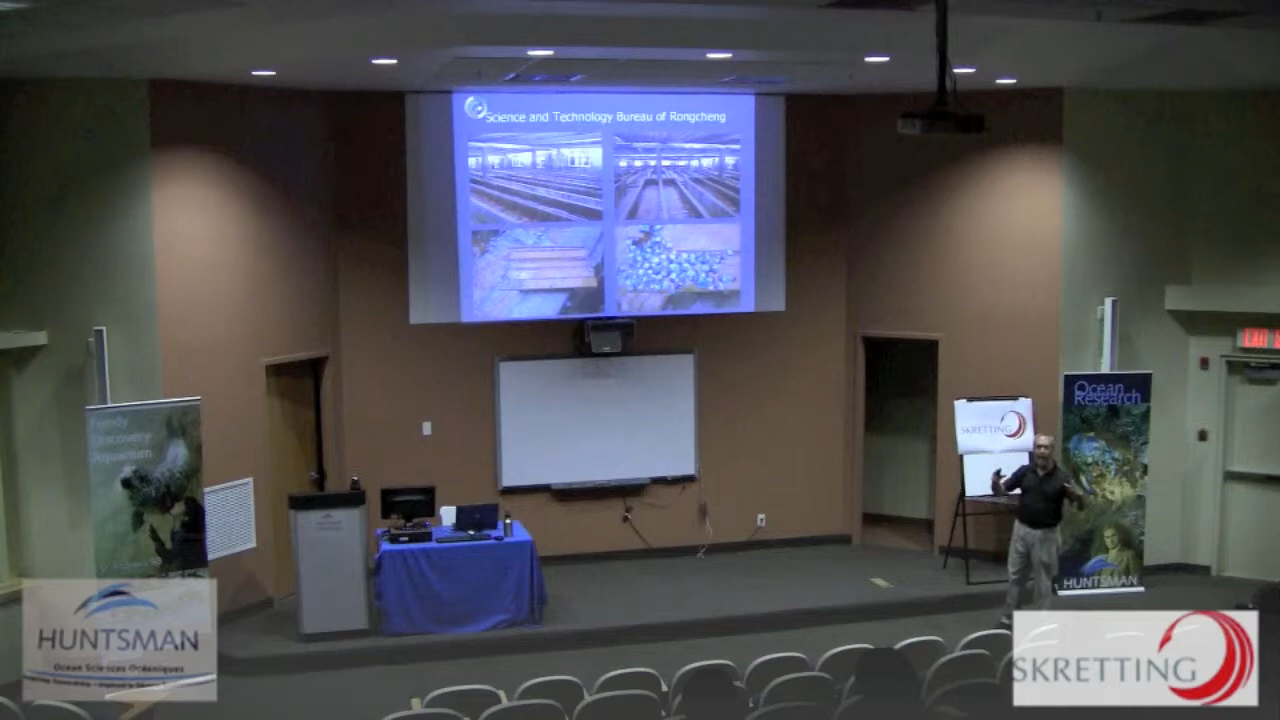 Science and Technology Bureau of Rongcheng
Family
Discovery
Aquarium
SKRETTING
Ocean
Research
HUNTSMAN
EXIT
HUNTSMAN
Ocean Sciences Océaniques
SKRETTING